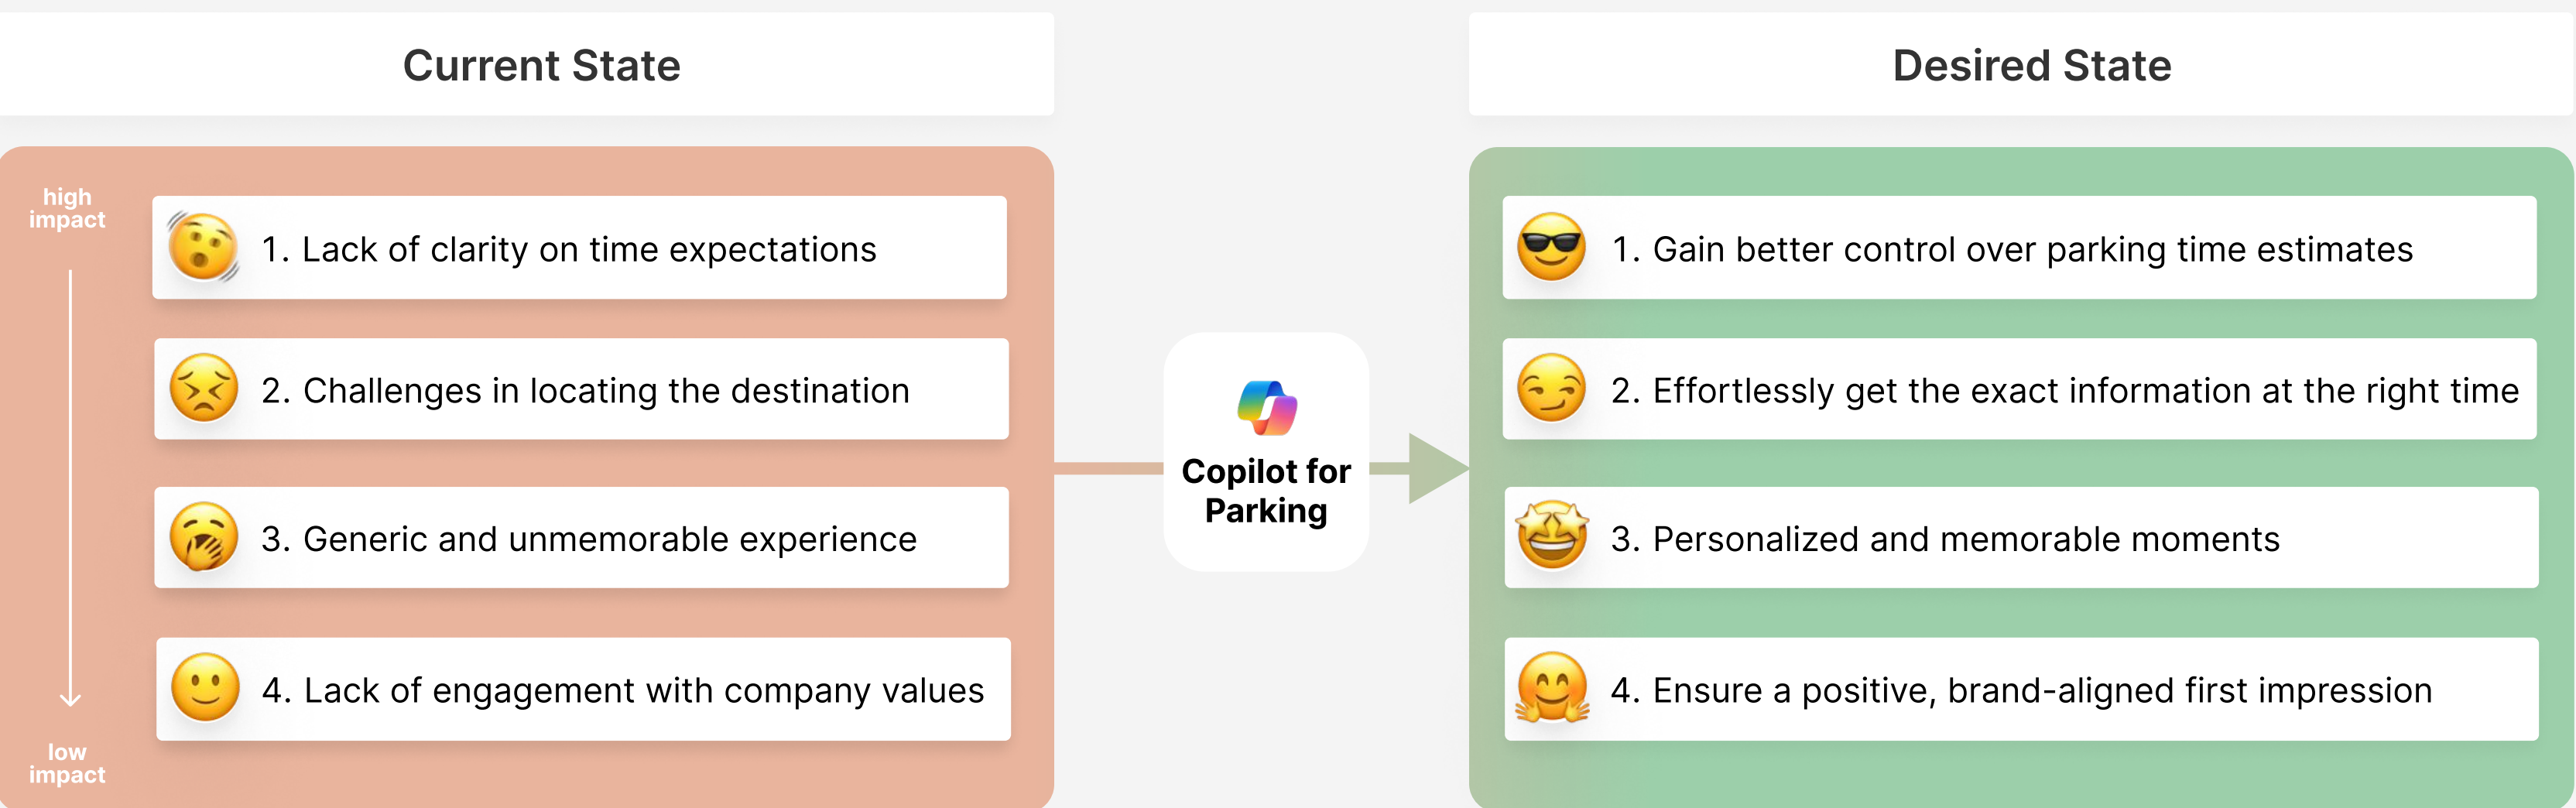 Current State
high
impact
1. Lack of clarity on time expectations
2. Challenges in locating the destination
3. Generic and unmemorable experience
4. Lack of engagement with company values
low
impact
Copilot for
Parking
Desired State
1. Gain better control over parking time estimates
2. Effortlessly get the exact information at the right time
3. Personalized and memorable moments
4. Ensure a positive, brand-aligned first impression